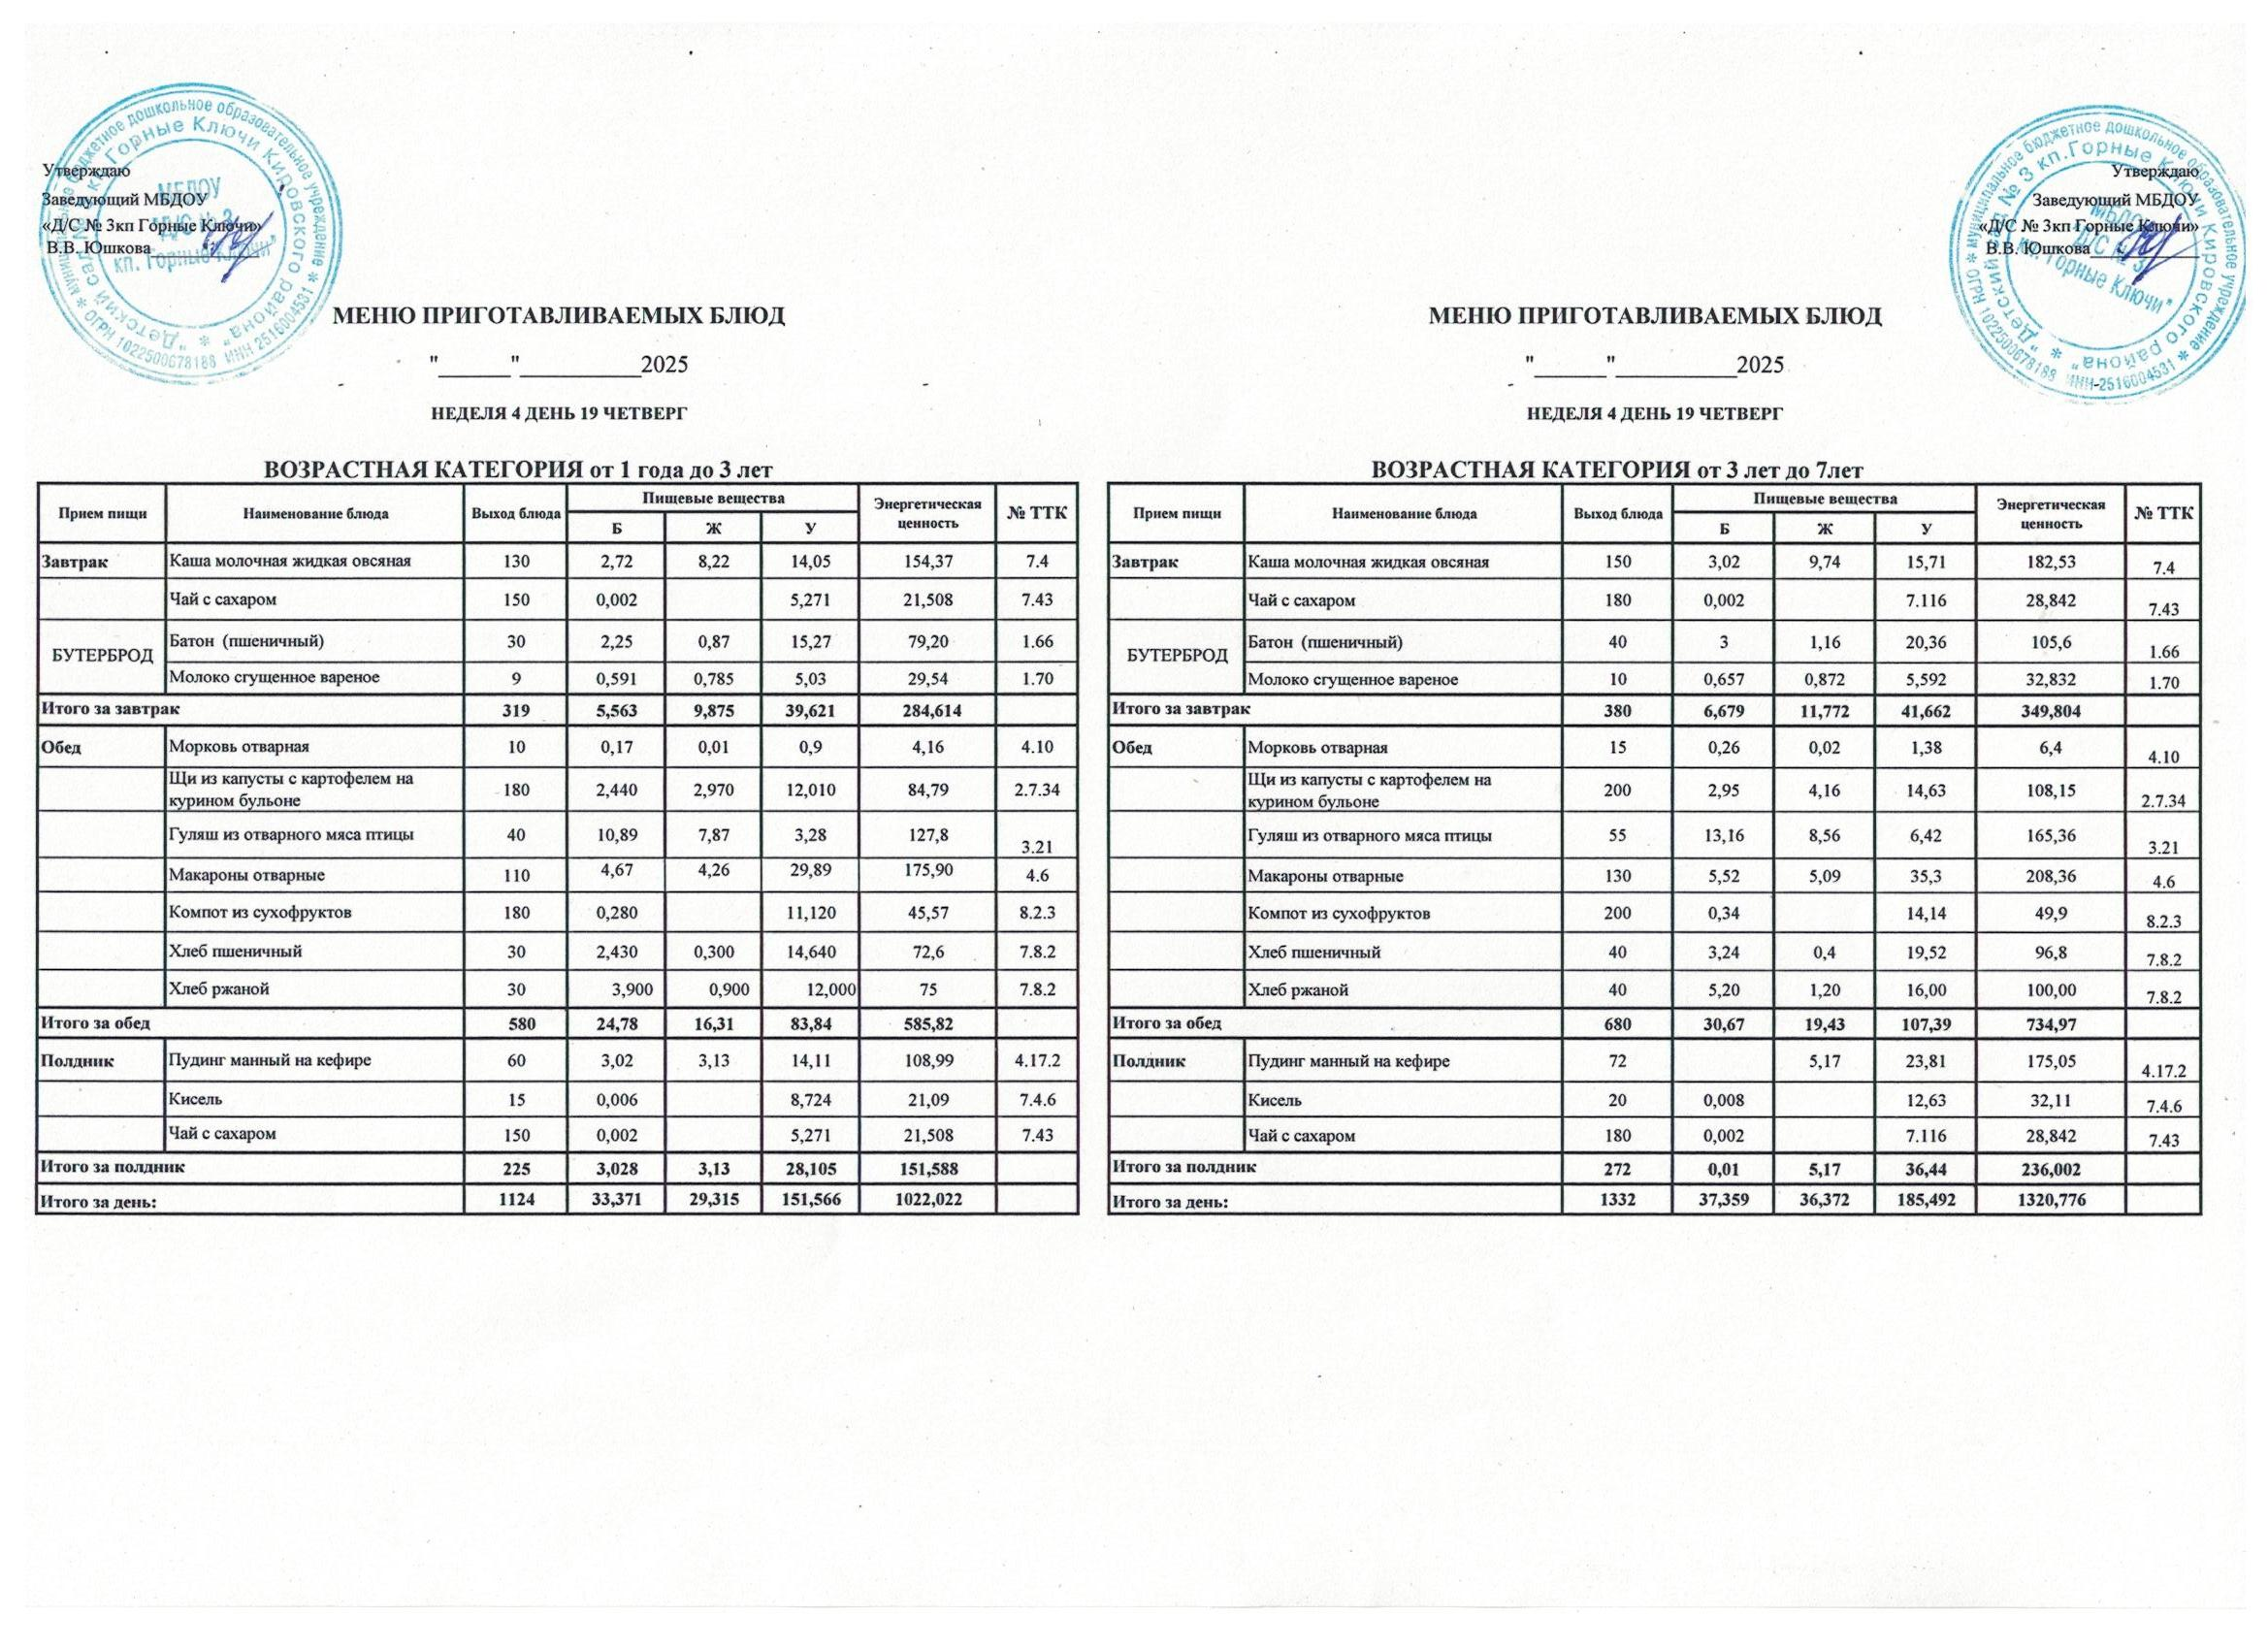 Утверждаю
Заведующий МБДОУ
«Д/С № 3кп Горные Ключи»
В.В. Юшкова____________
МЕНЮ ПРИГОТАВЛИВАЕМЫХ БЛЮД
"______"__________2025
НЕДЕЛЯ 4 ДЕНЬ 19 ЧЕТВЕРГ
ВОЗРАСТНАЯ КАТЕГОРИЯ от 1 года до 3 лет
Прием пищи Наименование блюда Выход блюда Пищевые вещества Энергетическая ценность № ТТК
Б Ж У
Завтрак Каша молочная жидкая овсяная 130 2,72 8,22 14,05 154,37 7.4
Чай с сахаром 150 0,002 5,271 21,508 7.43
БУТЕРБРОД Батон (пшеничный) 30 2,25 0,87 15,27 79,20 1.66
Молоко сгущенное вареное 9 0,591 0,785 5,03 29,54 1.70
Итого за завтрак 319 5,563 9,875 39,621 284,614
Обед Морковь отварная 10 0,17 0,01 0,9 4,16 4.10
Щи из капусты с картофелем на
курином бульоне 180 2,440 2,970 12,010 84,79 2.7.34
Гуляш из отварного мяса птицы 40 10,89 7,87 3,28 127,8 3.21
Макароны отварные 110 4,67 4,26 29,89 175,90 4.6
Компот из сухофруктов 180 0,280 11,120 45,57 8.2.3
Хлеб пшеничный 30 2,430 0,300 14,640 72,6 7.8.2
Хлеб ржаной 30 3,900 0,900 12,000 75 7.8.2
Итого за обед 580 24,78 16,31 83,84 585,82
Полдник Пудинг манный на кефире 60 3,02 3,13 14,11 108,99 4.17.2
Кисель 15 0,006 8,724 21,09 7.4.6
Чай с сахаром 150 0,002 5,271 21,508 7.43
Итого за полдник 225 3,028 3,13 28,105 151,588
Итого за день: 1124 33,371 29,315 151,566 1022,022
Утверждаю
Заведующий МБДОУ
«Д/С № 3кп Горные Ключи»
В.В. Юшкова____________
МЕНЮ ПРИГОТАВЛИВАЕМЫХ БЛЮД
"______"__________2025
НЕДЕЛЯ 4 ДЕНЬ 19 ЧЕТВЕРГ
ВОЗРАСТНАЯ КАТЕГОРИЯ от 3 лет до 7лет
Прием пищи Наименование блюда Выход блюда Пищевые вещества Энергетическая ценность № ТТК
Б Ж У
Завтрак Каша молочная жидкая овсяная 150 3,02 9,74 15,71 182,53 7.4
Чай с сахаром 180 0,002 7.116 28,842 7.43
БУТЕРБРОД Батон (пшеничный) 40 3 1,16 20,36 105,6 1.66
Молоко сгущенное вареное 10 0,657 0,872 5,592 32,832 1.70
Итого за завтрак 380 6,679 11,772 41,662 349,804
Обед Морковь отварная 15 0,26 0,02 1,38 6,4 4.10
Щи из капусты с картофелем на
курином бульоне 200 2,95 4,16 14,63 108,15 2.7.34
Гуляш из отварного мяса птицы 55 13,16 8,56 6,42 165,36 3.21
Макароны отварные 130 5,52 5,09 35,3 208,36 4.6
Компот из сухофруктов 200 0,34 14,14 49,9 8.2.3
Хлеб пшеничный 40 3,24 0,4 19,52 96,8 7.8.2
Хлеб ржаной 40 5,20 1,20 16,00 100,00 7.8.2
Итого за обед 680 30,67 19,43 107,39 734,97
Полдник Пудинг манный на кефире 72 5,17 23,81 175,05 4.17.2
Кисель 20 0,008 12,63 32,11 7.4.6
Чай с сахаром 180 0,002 7.116 28,842 7.43
Итого за полдник 272 0,01 5,17 36,44 236,002
Итого за день: 1332 37,359 36,372 185,492 1320,776
муниципальное бюджетное дошкольное образовательное учреждение * ОГРН 1022500678188 ИНН 2516004531
"Детский сад № 3 кп.Горные Ключи Кировского района"
МБДОУ
"Д/С № 3
кп. Горные Ключи"